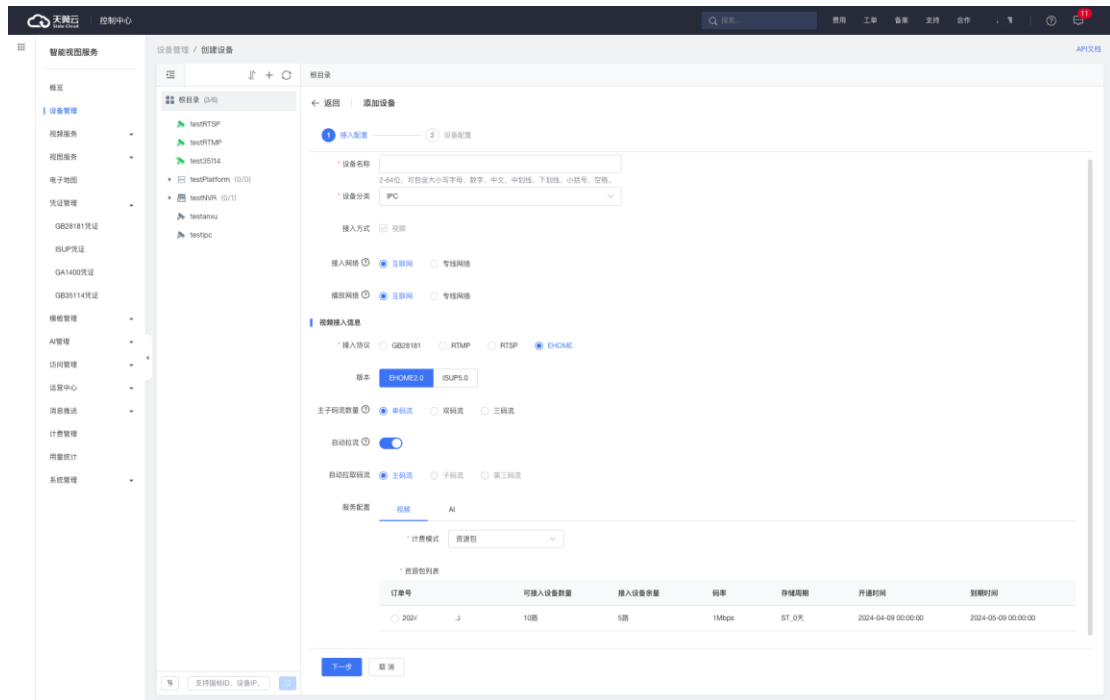 天翼云 控制中心 搜索... 费用 工单 备案 支持 合作 11
State Cloud
智能视图服务 设备管理 / 创建设备 API文档
概览
设备管理
视频服务
视图服务
电子地图
凭证管理
GB28181凭证
ISUP凭证
GA1400凭证
GB35114凭证
模板管理
AI管理
访问管理
运营中心
消息推送
计费管理
用量统计
系统管理
根目录 (3/6)
testRTSP
testRTMP
test35114
testPlatform (0/0)
testNVR (0/1)
testanxu
testipc
支持国标ID、设备IP、
根目录
返回 添加设备
1 接入配置 2 设备配置
* 设备名称
2-64位，可包含大小写字母、数字、中文、中划线、下划线、小括号、空格。
* 设备分类 IPC
接入方式 视频
接入网络 互联网 专线网络
播放网络 互联网 专线网络
视频接入信息
* 接入协议 GB28181 RTMP RTSP EHOME
版本 EHOME2.0 ISUP5.0
主子码流数量 单码流 双码流 三码流
自动拉流
自动拉取码流 主码流 子码流 第三码流
服务配置 视频 AI
* 计费模式 资源包
* 资源包列表
订单号 可接入设备数量 接入设备余量 码率 存储周期 开通时间 到期时间
2024 10路 5路 1Mbps ST_0天 2024-04-09 00:00:00 2024-05-09 00:00:00
下一步 取消